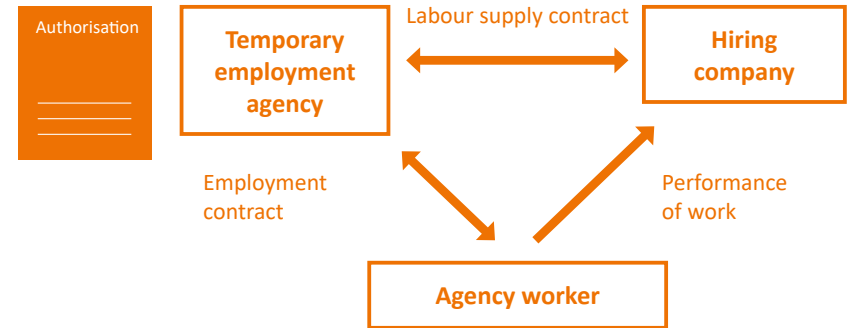 Authorisation
Temporary
employment
agency
Labour supply contract
Hiring
company
Employment
contract
Performance
of work
Agency worker